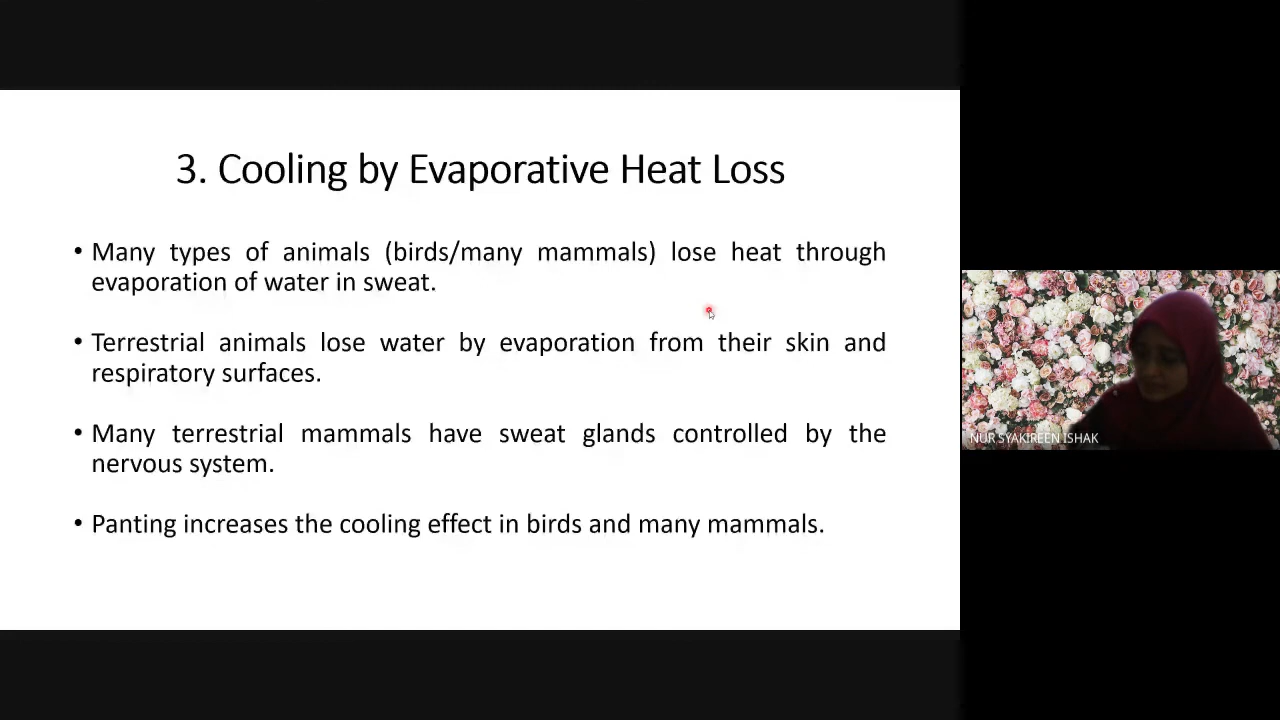 3. Cooling by Evaporative Heat Loss
• Many types of animals (birds/many mammals) lose heat through
evaporation of water in sweat.
• Terrestrial animals lose water by evaporation from their skin and
respiratory surfaces.
• Many terrestrial mammals have sweat glands controlled by the
nervous system.
• Panting increases the cooling effect in birds and many mammals.
NUR SYAKIREEN ISHAK